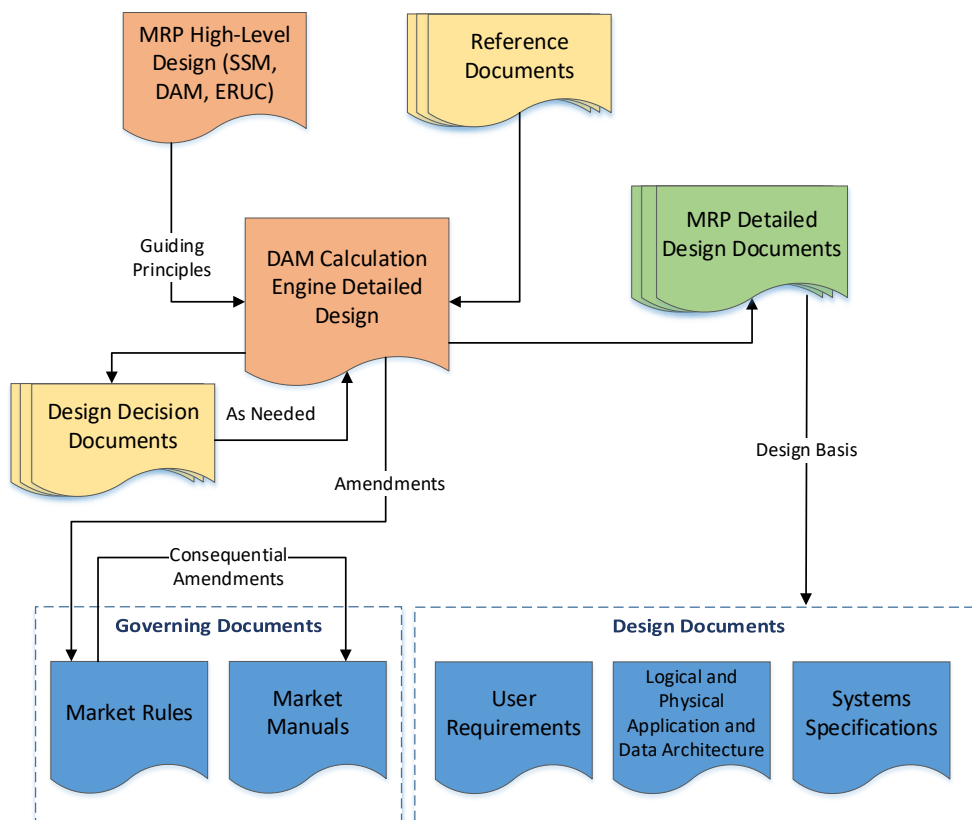 MRP High-Level
Design (SSM,
DAM, ERUC)
Reference
Documents
MRP Detailed
Design Documents
Guiding
Principles
DAM Calculation
Engine Detailed
Design
Design Decision
Documents
As Needed
Amendments
Design Basis
Consequential
Amendments
Governing Documents
Market Rules
Market
Manuals
Design Documents
User
Requirements
Logical and
Physical
Application and
Data Architecture
Systems
Specifications